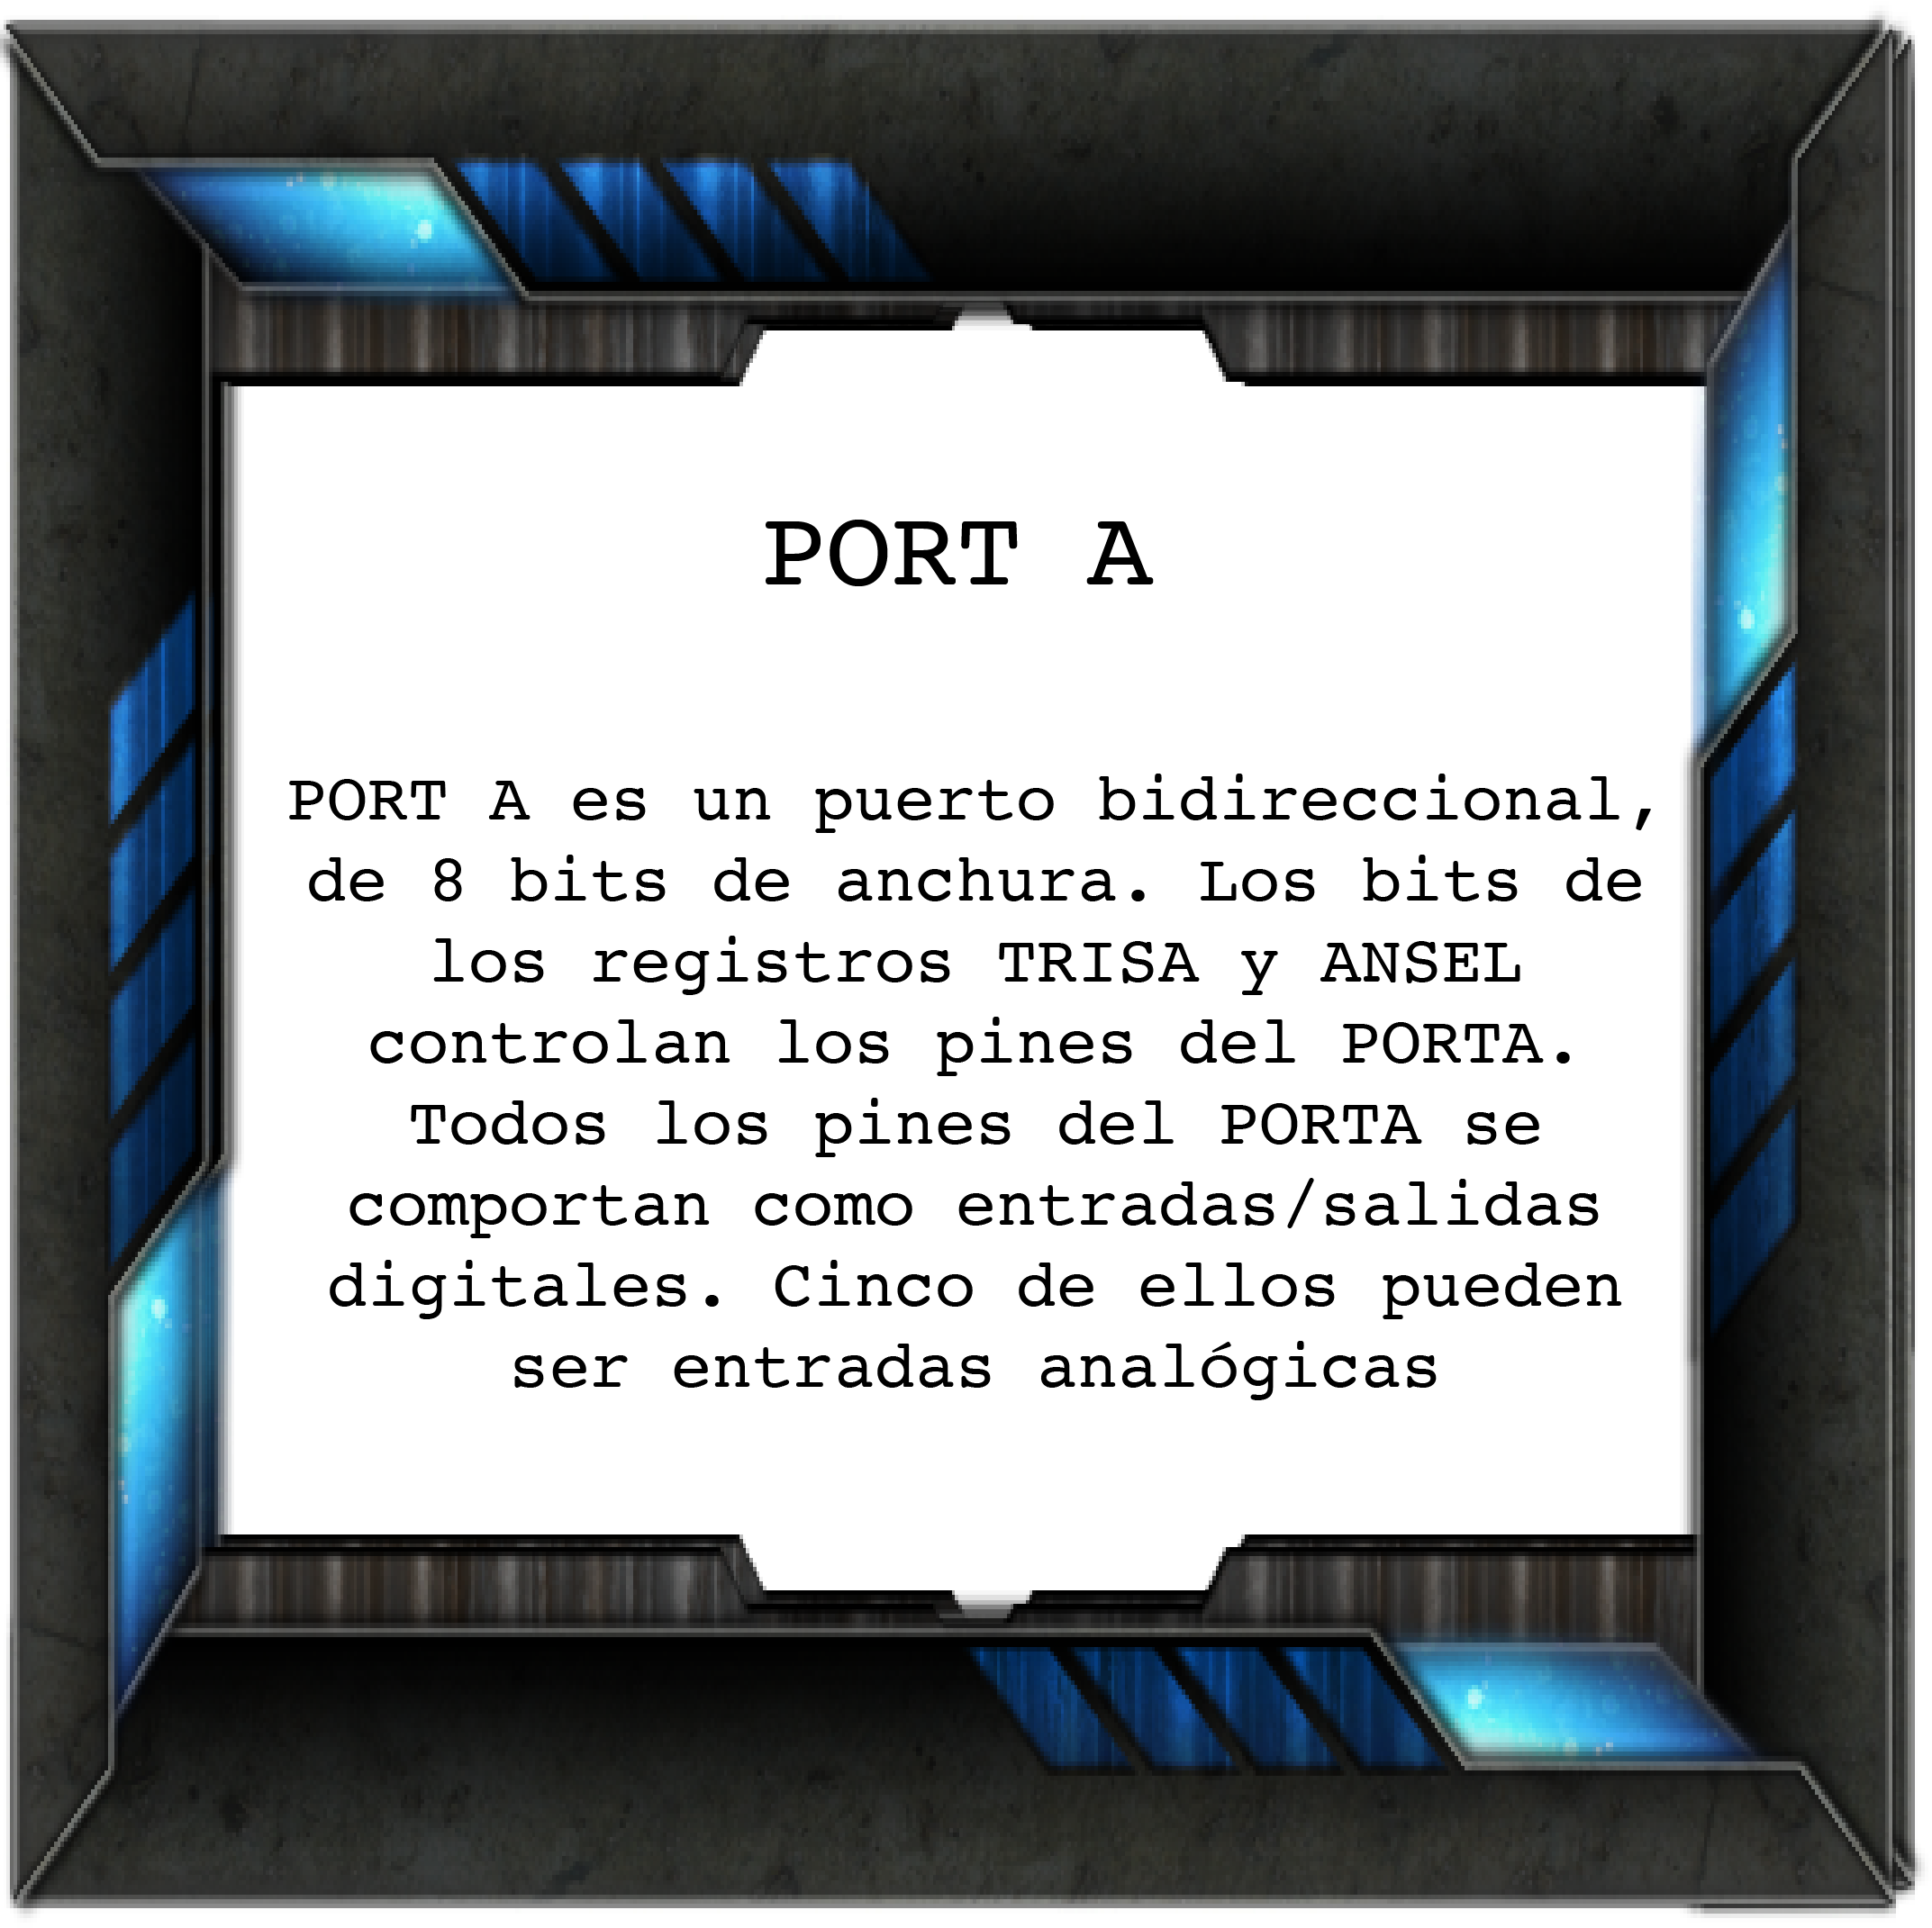 PORT A
PORT A es un puerto bidireccional,
de 8 bits de anchura. Los bits de
los registros TRISA y ANSEL
controlan los pines del PORTA.
Todos los pines del PORTA se
comportan como entradas/salidas
digitales. Cinco de ellos pueden
ser entradas analógicas